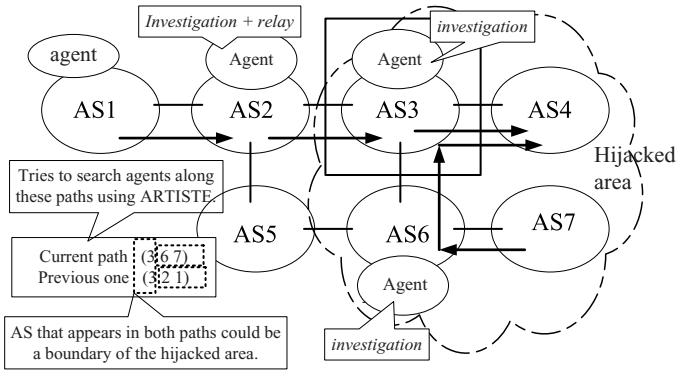 Investigation + relay
investigation
agent
Agent
Agent
AS1
AS2
AS3
AS4
Hijacked
area
Tries to search agents along
these paths using ARTISTE.
AS5
AS6
AS7
Current path (3 6 7)
Previous one (3 2 1)
Agent
AS that appears in both paths could be
a boundary of the hijacked area.
investigation